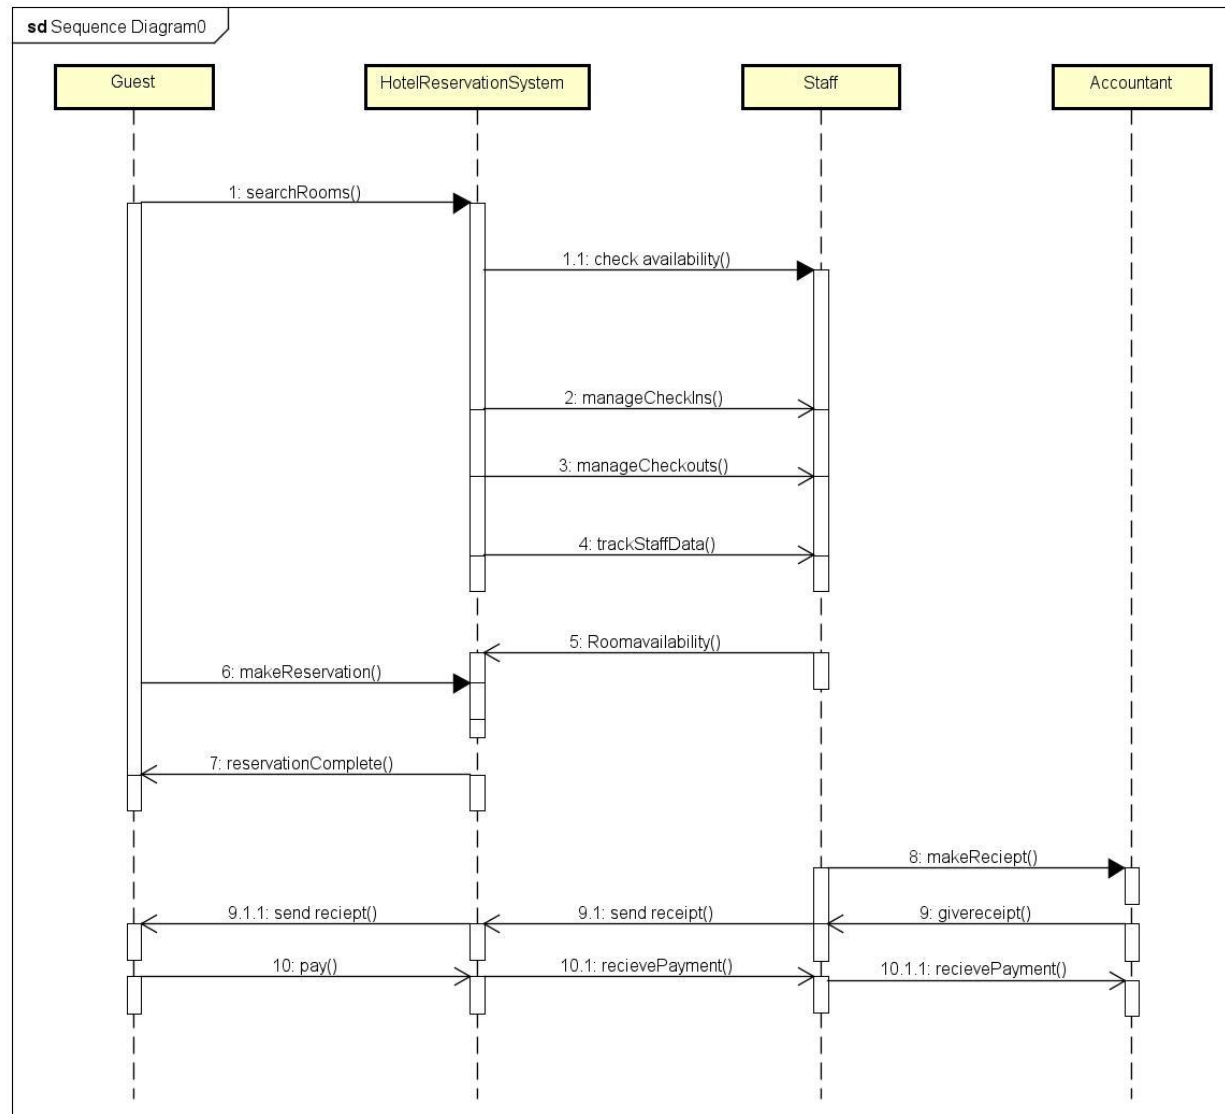 sd Sequence Diagram0
Guest
HotelReservationSystem
Staff
Accountant
1: searchRooms()
1.1: check availability()
2: manageCheckIns()
3: manageCheckouts()
4: trackStaffData()
5: Roomavailability()
6: makeReservation()
7: reservationComplete()
8: makeReciept()
9.1.1: send reciept()
9.1: send receipt()
9: givereceipt()
10: pay()
10.1: recievePayment()
10.1.1: recievePayment()